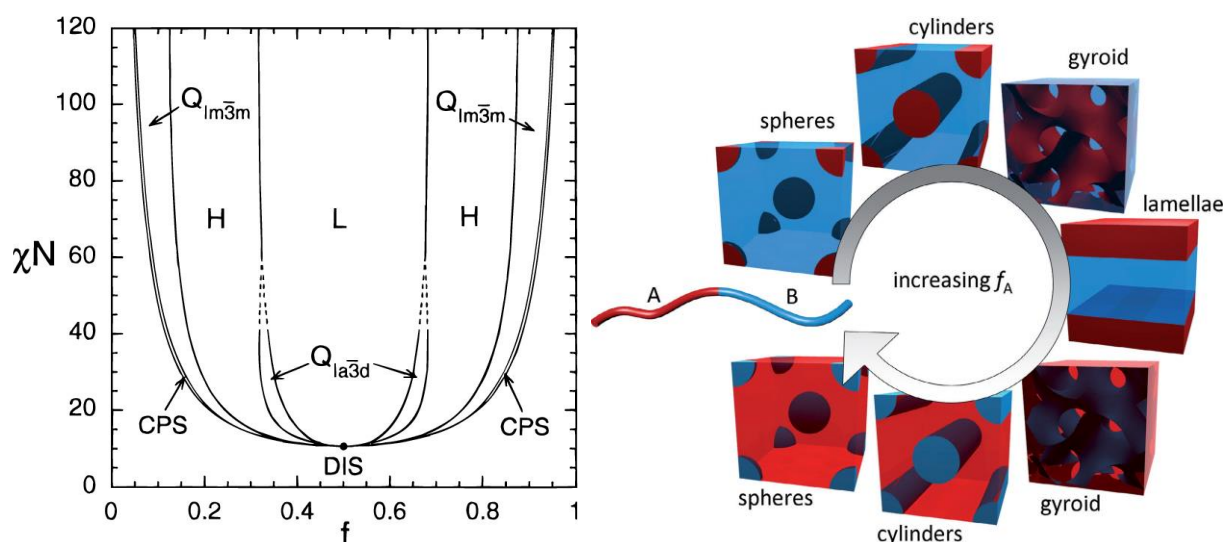 120
100
80
60
40
20
0
χN
0
0.2
0.4
0.6
0.8
1
f
Q
Im3̅m
Q
Im3̅m
H
L
H
Q
Ia3̅d
CPS
CPS
DIS
cylinders
gyroid
spheres
lamellae
A
B
increasing fA
spheres
cylinders
gyroid